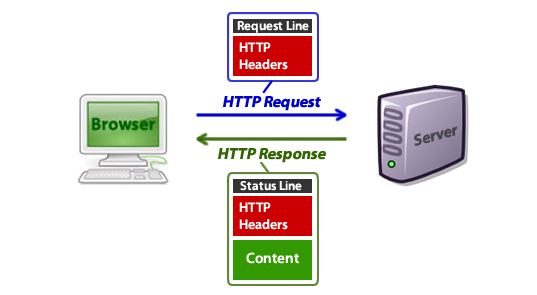 Request Line
HTTP
Headers
HTTP Request
Browser
Server
HTTP Response
Status Line
HTTP
Headers
Content